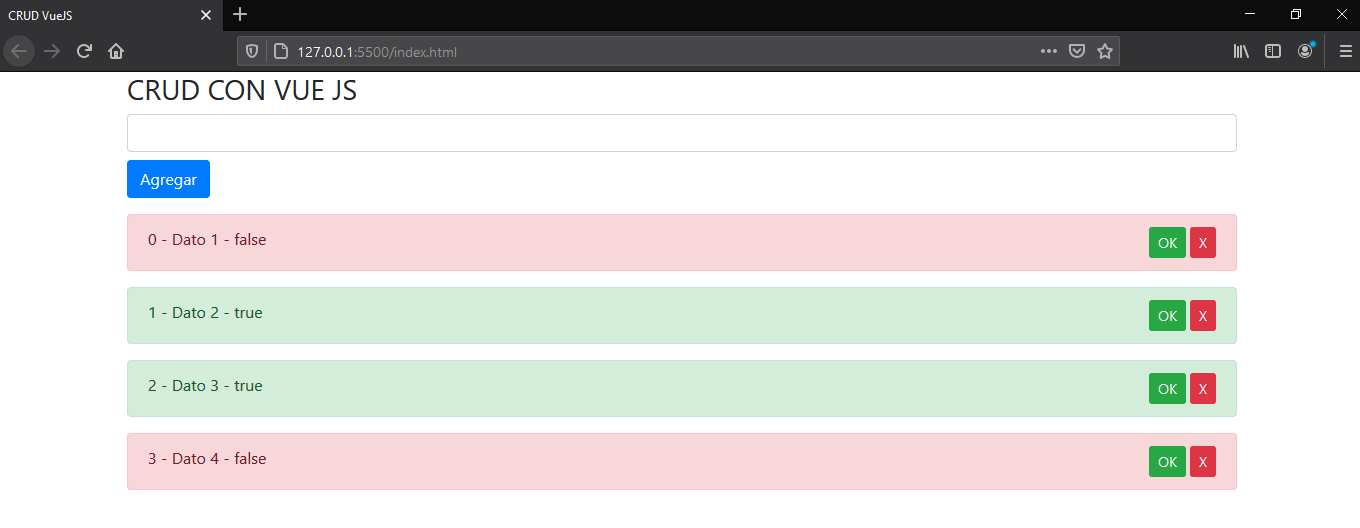 CRUD VueJS
127.0.0.1:5500/index.html
CRUD CON VUE JS
Agregar
0 - Dato 1 - false OK X
1 - Dato 2 - true OK X
2 - Dato 3 - true OK X
3 - Dato 4 - false OK X